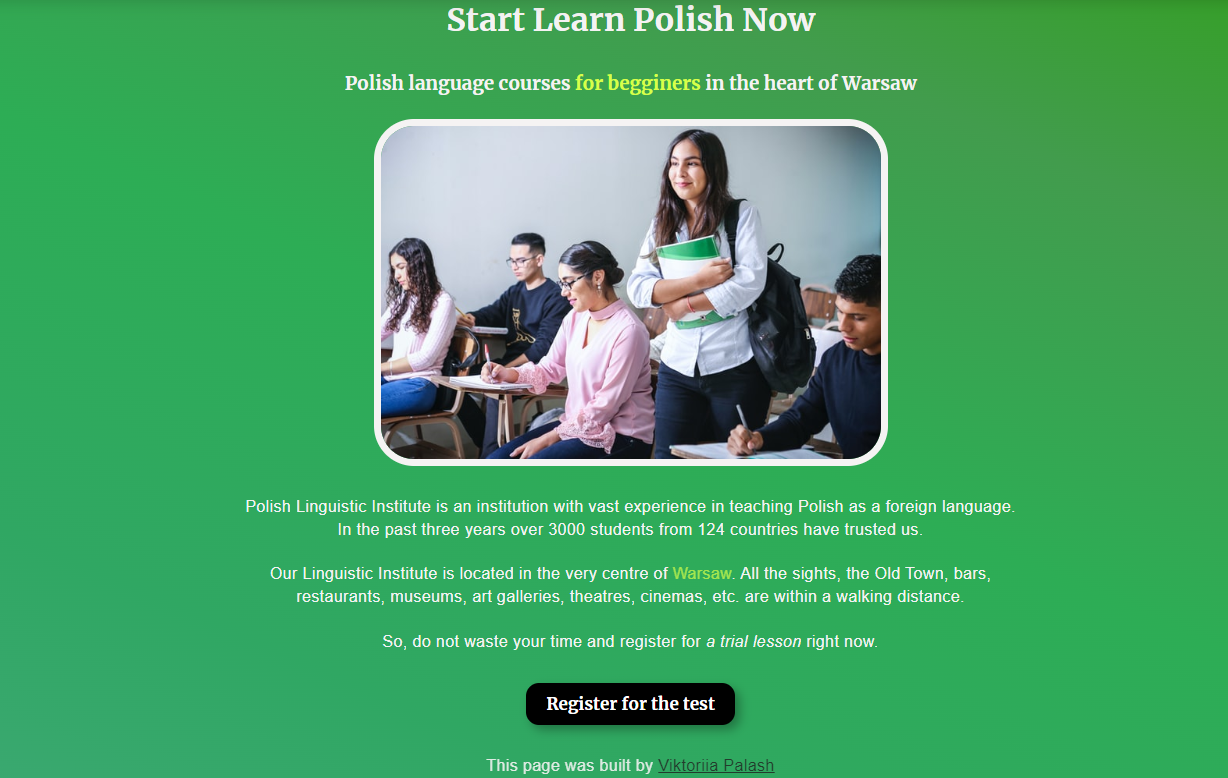 Start Learn Polish Now
Polish language courses for begginers in the heart of Warsaw
Polish Linguistic Institute is an institution with vast experience in teaching Polish as a foreign language.
In the past three years over 3000 students from 124 countries have trusted us.
Our Linguistic Institute is located in the very centre of Warsaw. All the sights, the Old Town, bars,
restaurants, museums, art galleries, theatres, cinemas, etc. are within a walking distance.
So, do not waste your time and register for a trial lesson right now.
Register for the test
This page was built by Viktoriia Palash